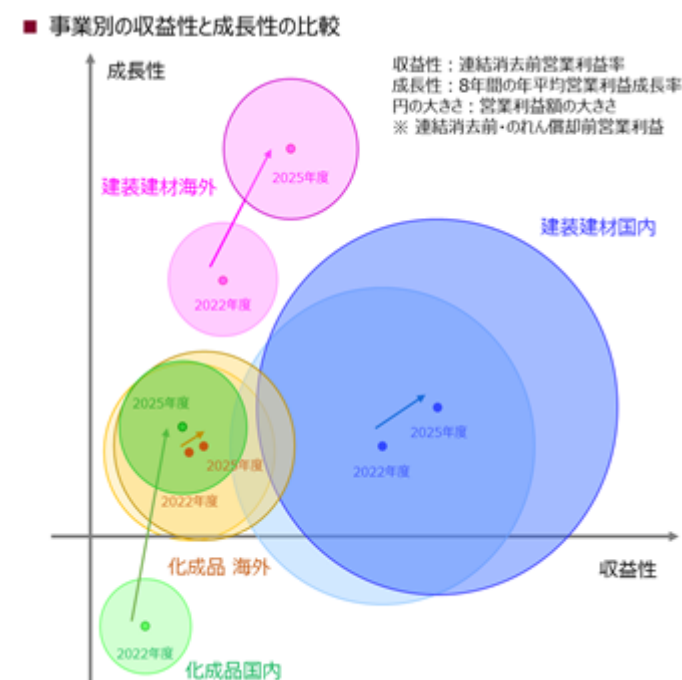 ■ 事業別の収益性と成長性の比較
成長性
収益性：連結消去前営業利益率
成長性：8年間の年平均営業利益成長率
円の大きさ：営業利益額の大きさ
※ 連結消去前・のれん償却前営業利益
2025年度
建装建材海外
建装建材国内
2022年度
2025年度
2025年度
2025年度
2022年度
2022年度
化成品 海外
収益性
2022年度
化成品国内